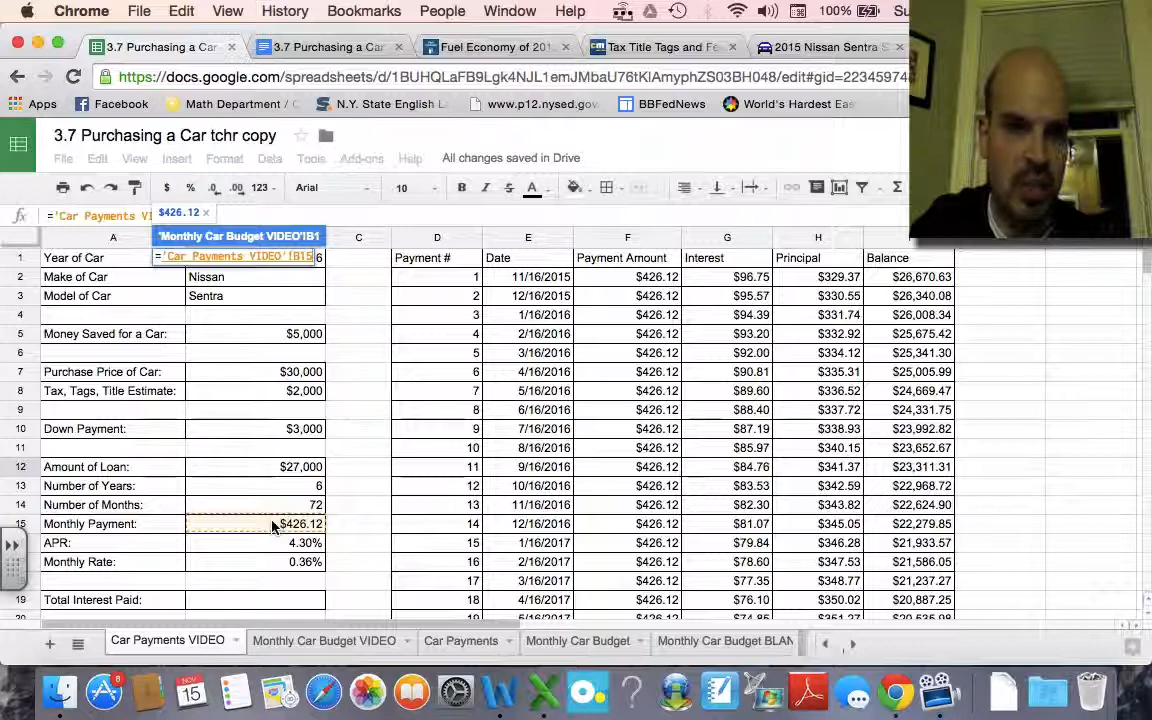 Chrome File Edit View History Bookmarks People Window Help 100% Su
3.7 Purchasing a Car 3.7 Purchasing a Car Fuel Economy of 201 Tax Title Tags and Fe 2015 Nissan Sentra S
https://docs.google.com/spreadsheets/d/1BUHQLaFB9Lgk4NJL1emJMbaU76tKlAmyphZS03BH048/edit#gid=22345974
Apps Facebook Math Department / C N.Y. State English L www.p12.nysed.gov BBFedNews World's Hardest Eas
3.7 Purchasing a Car tchr copy
File Edit View Insert Format Data Tools Add-ons Help All changes saved in Drive
$ % .0 .00 123 Arial 10 B I S A Σ
fx ='Car Payments VI $426.12 ×
'Monthly Car Budget VIDEO'!B1
A C D E F G H I
1 Year of Car ='Car Payments VIDEO'!B15 6 Payment # Date Payment Amount Interest Principal Balance
2 Make of Car Nissan 1 11/16/2015 $426.12 $96.75 $329.37 $26,670.63
3 Model of Car Sentra 2 12/16/2015 $426.12 $95.57 $330.55 $26,340.08
4 3 1/16/2016 $426.12 $94.39 $331.74 $26,008.34
5 Money Saved for a Car: $5,000 4 2/16/2016 $426.12 $93.20 $332.92 $25,675.42
6 5 3/16/2016 $426.12 $92.00 $334.12 $25,341.30
7 Purchase Price of Car: $30,000 6 4/16/2016 $426.12 $90.81 $335.31 $25,005.99
8 Tax, Tags, Title Estimate: $2,000 7 5/16/2016 $426.12 $89.60 $336.52 $24,669.47
9 8 6/16/2016 $426.12 $88.40 $337.72 $24,331.75
10 Down Payment: $3,000 9 7/16/2016 $426.12 $87.19 $338.93 $23,992.82
11 10 8/16/2016 $426.12 $85.97 $340.15 $23,652.67
12 Amount of Loan: $27,000 11 9/16/2016 $426.12 $84.76 $341.37 $23,311.31
13 Number of Years: 6 12 10/16/2016 $426.12 $83.53 $342.59 $22,968.72
14 Number of Months: 72 13 11/16/2016 $426.12 $82.30 $343.82 $22,624.90
15 Monthly Payment: $426.12 14 12/16/2016 $426.12 $81.07 $345.05 $22,279.85
APR: 4.30% 15 1/16/2017 $426.12 $79.84 $346.28 $21,933.57
Monthly Rate: 0.36% 16 2/16/2017 $426.12 $78.60 $347.53 $21,586.05
17 3/16/2017 $426.12 $77.35 $348.77 $21,237.27
19 Total Interest Paid: 18 4/16/2017 $426.12 $76.10 $350.02 $20,887.25
Car Payments VIDEO Monthly Car Budget VIDEO Car Payments Monthly Car Budget Monthly Car Budget BLAN
8 NOV 15